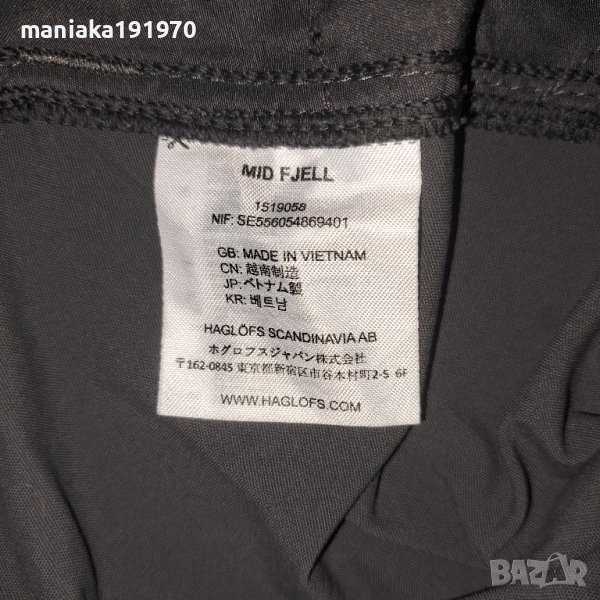 maniaka191970
MID FJELL
1519058
NIF: SE556054869401
GB: MADE IN VIETNAM
CN: 越南制造
JP: ベトナム製
KR: 베트남
HAGLÖFS SCANDINAVIA AB
ホグロフスジャパン株式会社
〒162-0845 東京都新宿区市谷本村町2-5 6F
WWW.HAGLOFS.COM
BAZAR